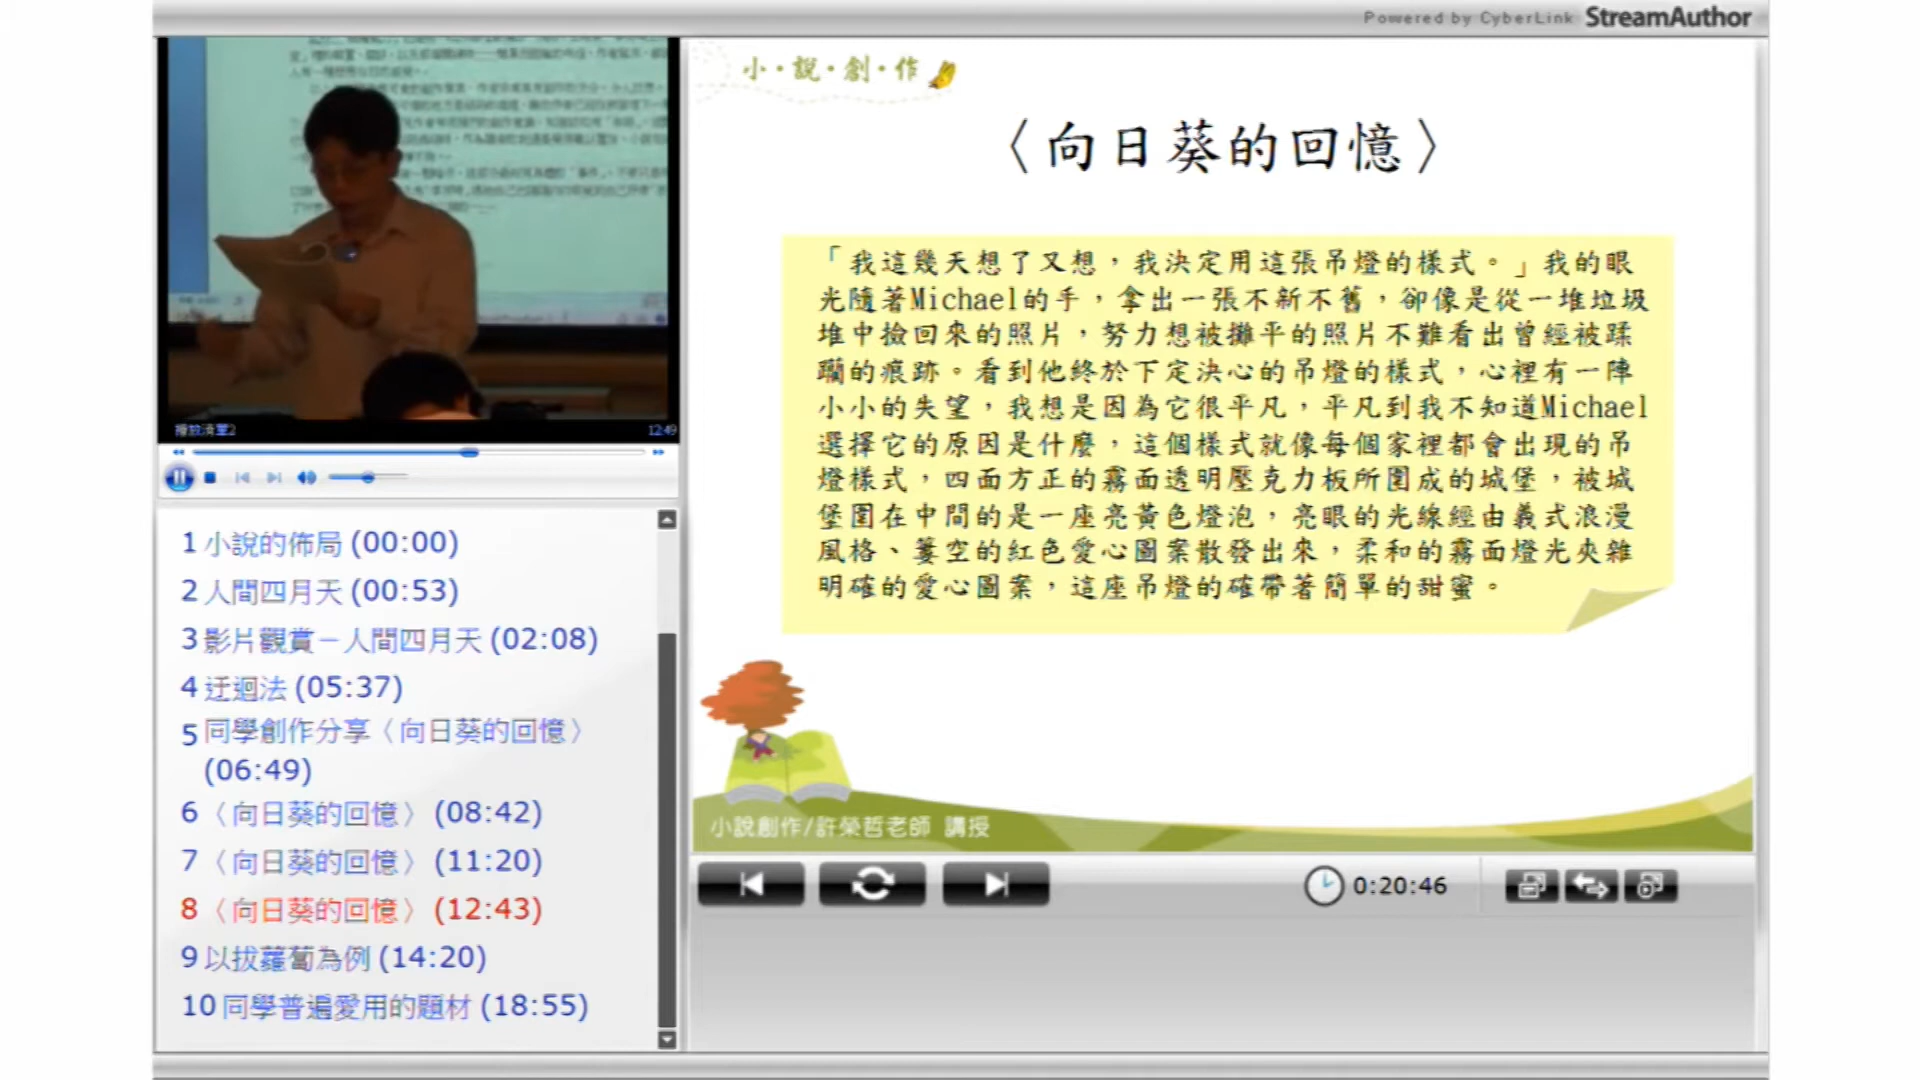 Powered by CyberLink StreamAuthor
播放清單2
12:49
1 小說的佈局 (00:00)
2 人間四月天 (00:53)
3 影片觀賞－人間四月天 (02:08)
4 迂迴法 (05:37)
5 同學創作分享〈向日葵的回憶〉
(06:49)
6 〈向日葵的回憶〉 (08:42)
7 〈向日葵的回憶〉 (11:20)
8 〈向日葵的回憶〉 (12:43)
9 以拔蘿蔔為例 (14:20)
10 同學普遍愛用的題材 (18:55)
小・說・創・作
〈向日葵的回憶〉
「我這幾天想了又想，我決定用這張吊燈的樣式。」我的眼
光隨著Michael的手，拿出一張不新不舊，卻像是從一堆垃圾
堆中撿回來的照片，努力想被攤平的照片不難看出曾經被蹂
躪的痕跡。看到他終於下定決心的吊燈的樣式，心裡有一陣
小小的失望，我想是因為它很平凡，平凡到我不知道Michael
選擇它的原因是什麼，這個樣式就像每個家裡都會出現的吊
燈樣式，四面方正的霧面透明壓克力板所圍成的城堡，被城
堡圍在中間的是一座亮黃色燈泡，亮眼的光線經由義式浪漫
風格、簍空的紅色愛心圖案散發出來，柔和的霧面燈光夾雜
明確的愛心圖案，這座吊燈的確帶著簡單的甜蜜。
小說創作/許榮哲老師 講授
0:20:46